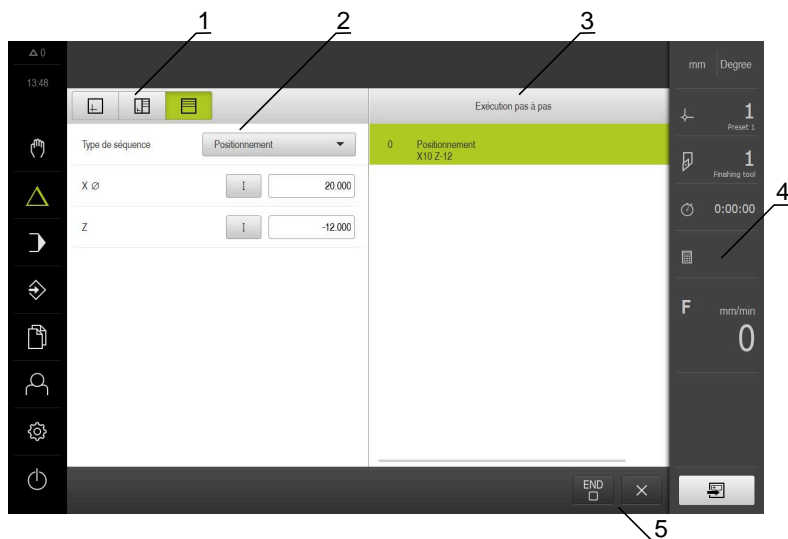 1
2
3
0
13:48
mm Degree
Exécution pas à pas
1
Preset 1
Type de séquence
Positionnement
0 Positionnement
X10 Z-12
1
Finishing tool
X ⌀
I
20.000
4
0:00:00
Z
I
-12.000
F mm/min
0
END
5